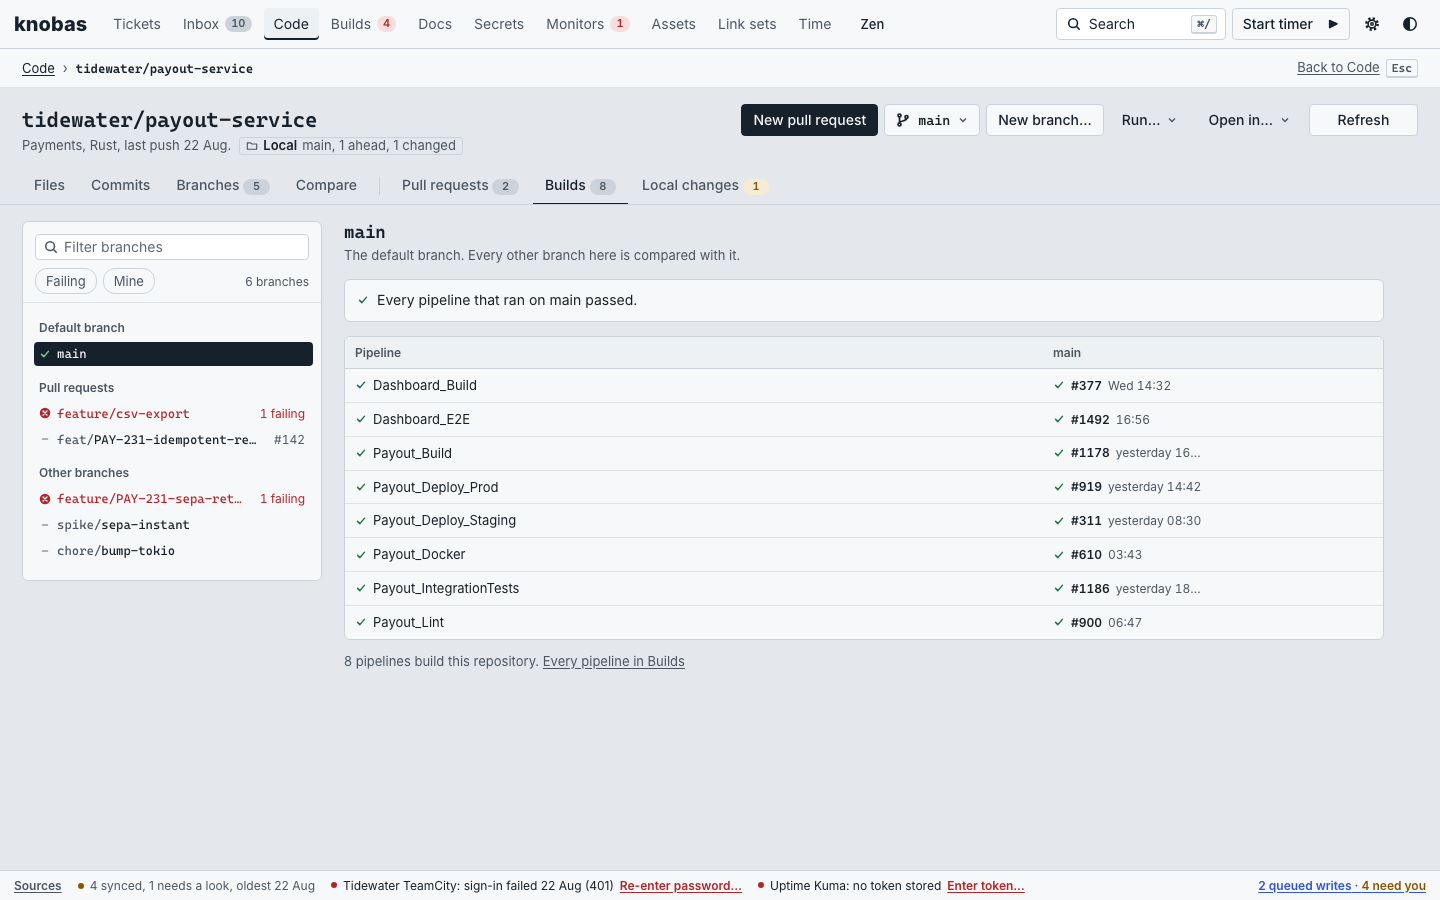 knobas Tickets Inbox 10 Code Builds 4 Docs Secrets Monitors 1 Assets Link sets Time Zen Search ⌘/ Start timer
Code › tidewater/payout-service Back to Code Esc
tidewater/payout-service New pull request main New branch... Run... Open in... Refresh
Payments, Rust, last push 22 Aug. Local main, 1 ahead, 1 changed
Files Commits Branches 5 Compare Pull requests 2 Builds 8 Local changes 1
Filter branches
Failing Mine 6 branches
Default branch
main
Pull requests
feature/csv-export 1 failing
feat/PAY-231-idempotent-re… #142
Other branches
feature/PAY-231-sepa-ret… 1 failing
spike/sepa-instant
chore/bump-tokio
main
The default branch. Every other branch here is compared with it.
Every pipeline that ran on main passed.
Pipeline main
Dashboard_Build #377 Wed 14:32
Dashboard_E2E #1492 16:56
Payout_Build #1178 yesterday 16…
Payout_Deploy_Prod #919 yesterday 14:42
Payout_Deploy_Staging #311 yesterday 08:30
Payout_Docker #610 03:43
Payout_IntegrationTests #1186 yesterday 18…
Payout_Lint #900 06:47
8 pipelines build this repository. Every pipeline in Builds
Sources 4 synced, 1 needs a look, oldest 22 Aug Tidewater TeamCity: sign-in failed 22 Aug (401) Re-enter password... Uptime Kuma: no token stored Enter token... 2 queued writes · 4 need you